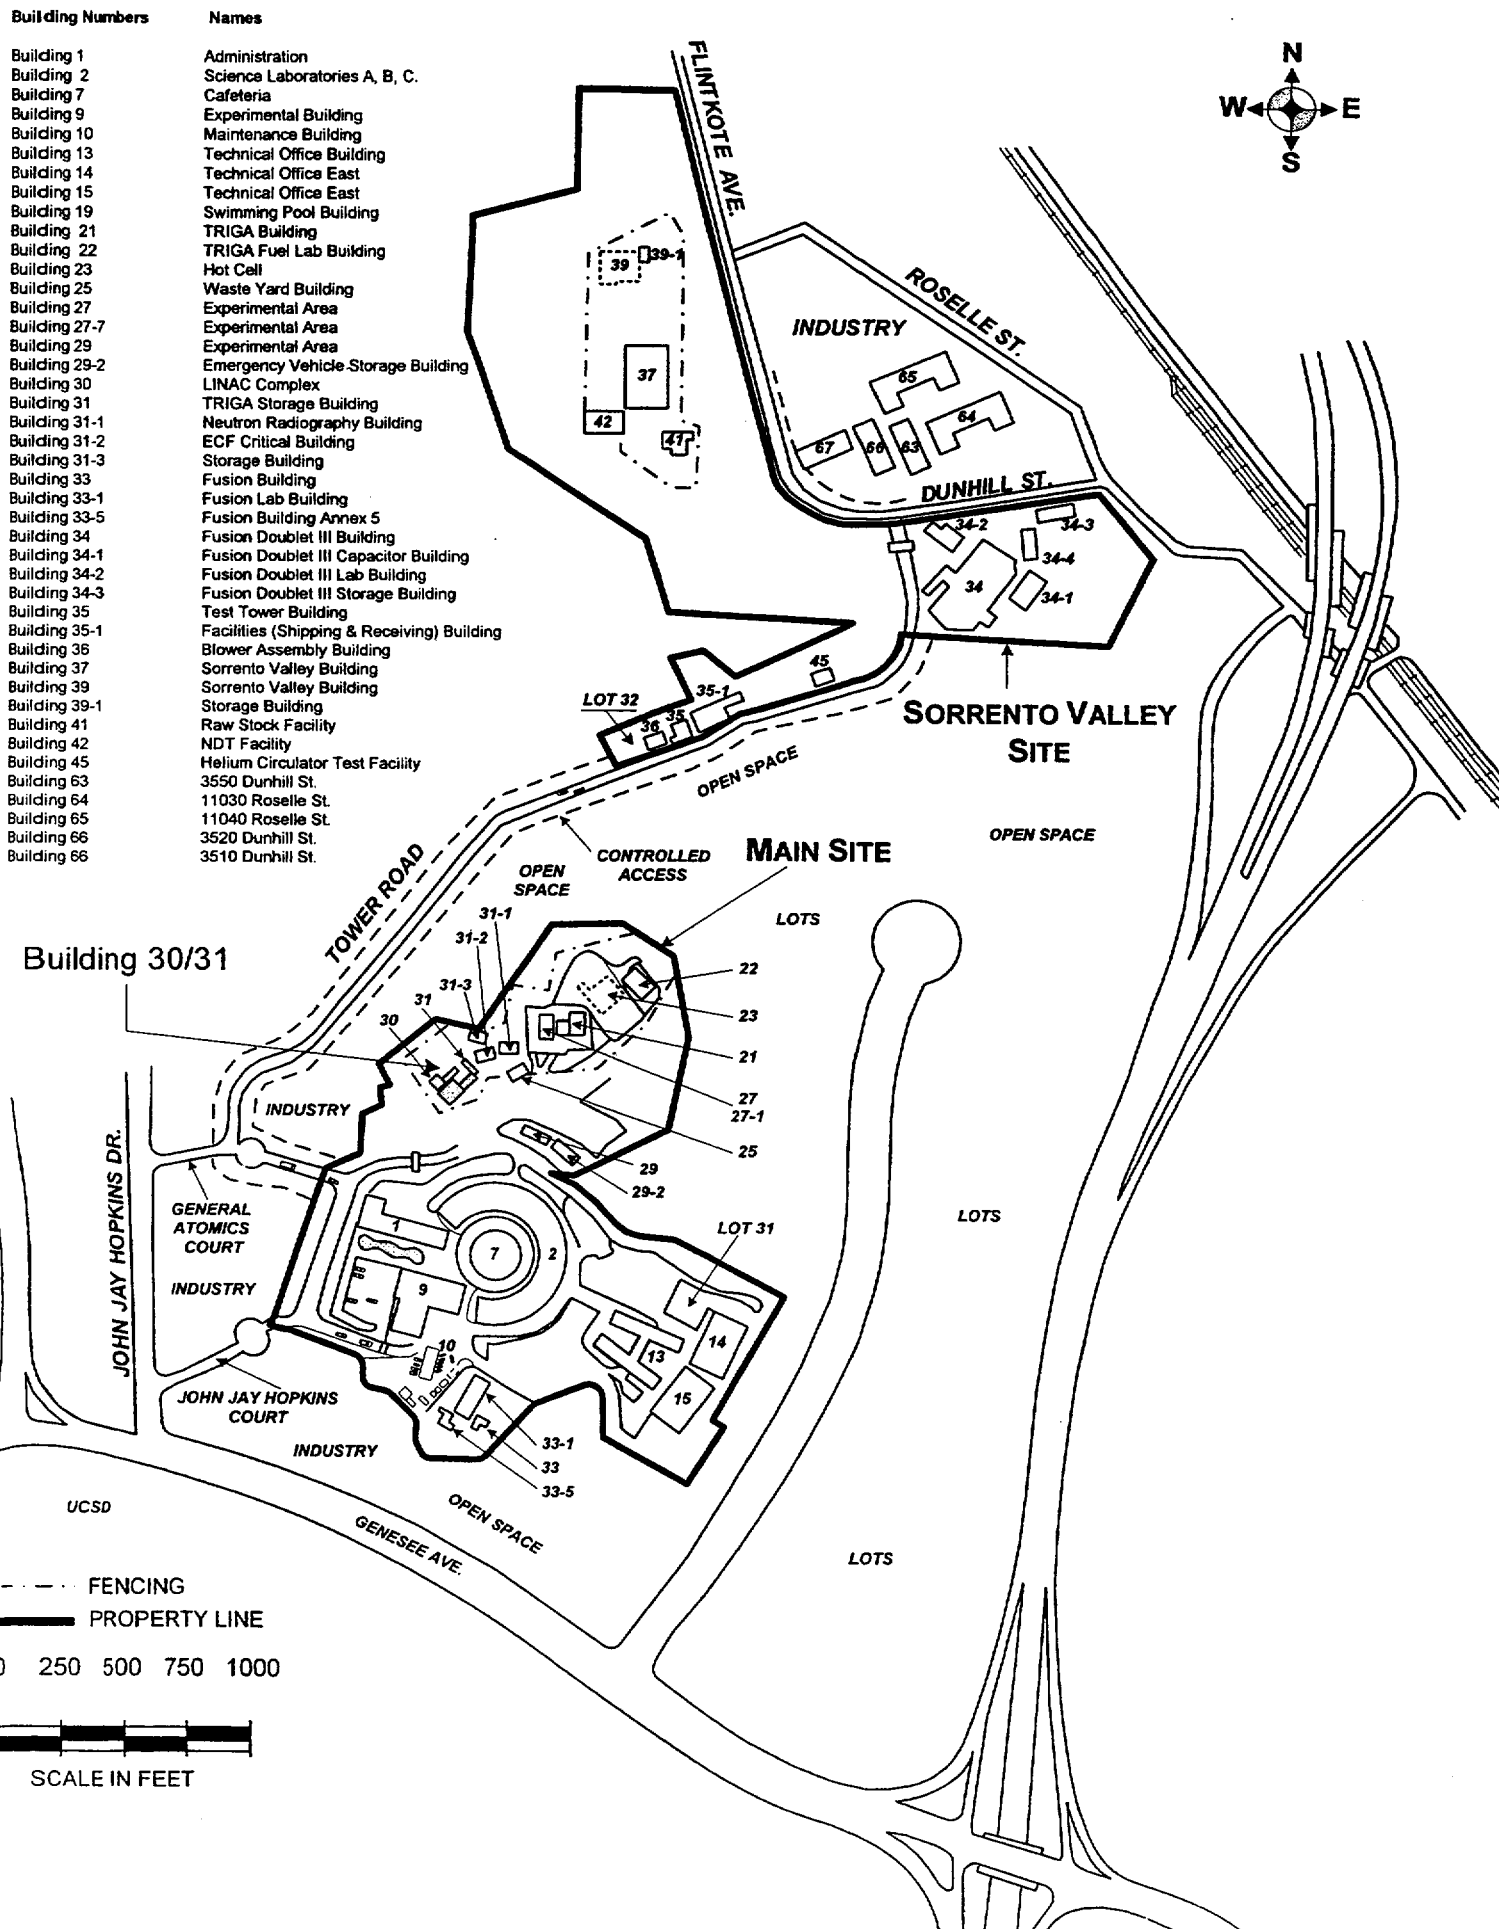 Building Numbers Names
Building 1 Administration
Building 2 Science Laboratories A, B, C.
Building 7 Cafeteria
Building 9 Experimental Building
Building 10 Maintenance Building
Building 13 Technical Office Building
Building 14 Technical Office East
Building 15 Technical Office East
Building 19 Swimming Pool Building
Building 21 TRIGA Building
Building 22 TRIGA Fuel Lab Building
Building 23 Hot Cell
Building 25 Waste Yard Building
Building 27 Experimental Area
Building 27-7 Experimental Area
Building 29 Experimental Area
Building 29-2 Emergency Vehicle Storage Building
Building 30 LINAC Complex
Building 31 TRIGA Storage Building
Building 31-1 Neutron Radiography Building
Building 31-2 ECF Critical Building
Building 31-3 Storage Building
Building 33 Fusion Building
Building 33-1 Fusion Lab Building
Building 33-5 Fusion Building Annex 5
Building 34 Fusion Doublet III Building
Building 34-1 Fusion Doublet III Capacitor Building
Building 34-2 Fusion Doublet III Lab Building
Building 34-3 Fusion Doublet III Storage Building
Building 35 Test Tower Building
Building 35-1 Facilities (Shipping & Receiving) Building
Building 36 Blower Assembly Building
Building 37 Sorrento Valley Building
Building 39 Sorrento Valley Building
Building 39-1 Storage Building
Building 41 Raw Stock Facility
Building 42 NDT Facility
Building 45 Helium Circulator Test Facility
Building 63 3550 Dunhill St.
Building 64 11030 Roselle St.
Building 65 11040 Roselle St.
Building 66 3520 Dunhill St.
Building 66 3510 Dunhill St.
N
W E
S
FLINTKOTE AVE.
ROSELLE ST.
INDUSTRY
39
39-1
37
42
41
65
64
67
66
63
DUNHILL ST.
34-2
34-3
34-4
34
34-1
SORRENTO VALLEY
SITE
45
35-1
LOT 32
35
36
OPEN SPACE
OPEN SPACE
MAIN SITE
CONTROLLED
ACCESS
OPEN
SPACE
TOWER ROAD
LOTS
Building 30/31
31-1
31-2
31-3
31
30
22
23
21
27
27-1
25
29
29-2
INDUSTRY
JOHN JAY HOPKINS DR.
GENERAL
ATOMICS
COURT
INDUSTRY
1
7
2
9
LOT 31
LOTS
10
13
14
15
JOHN JAY HOPKINS
COURT
INDUSTRY
33-1
33
33-5
UCSD
OPEN SPACE
GENESEE AVE.
LOTS
FENCING
PROPERTY LINE
250 500 750 1000
SCALE IN FEET